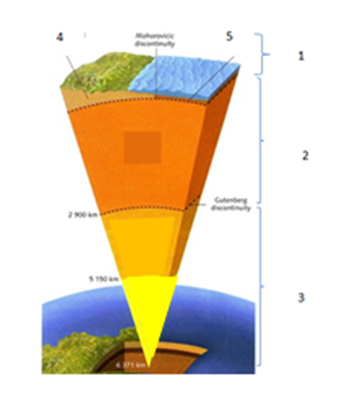 4
Mohorovicic
discontinuity
5
1
2
Gutenberg
discontinuity
2 900 km
3
5 150 km
6 371 km